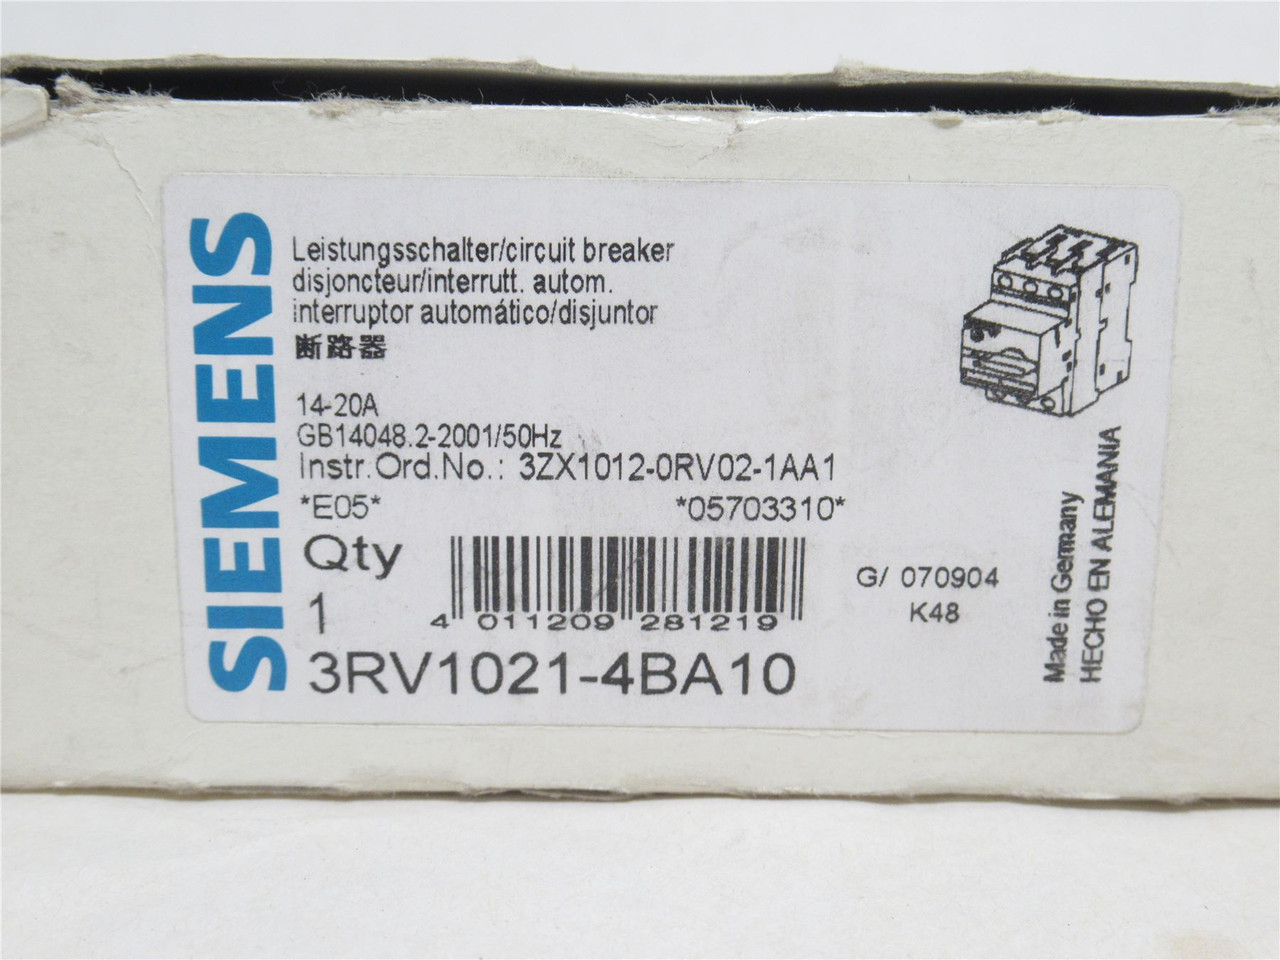 SIEMENS
Leistungsschalter/circuit breaker
disjoncteur/interrutt. autom.
interruptor automático/disjuntor
断路器
14-20A
GB14048.2-2001/50Hz
Instr.Ord.No.: 3ZX1012-0RV02-1AA1
*E05* *05703310*
Qty
1
4 011209 281219
3RV1021-4BA10
G/ 070904
K48
Made in Germany
HECHO EN ALEMANIA